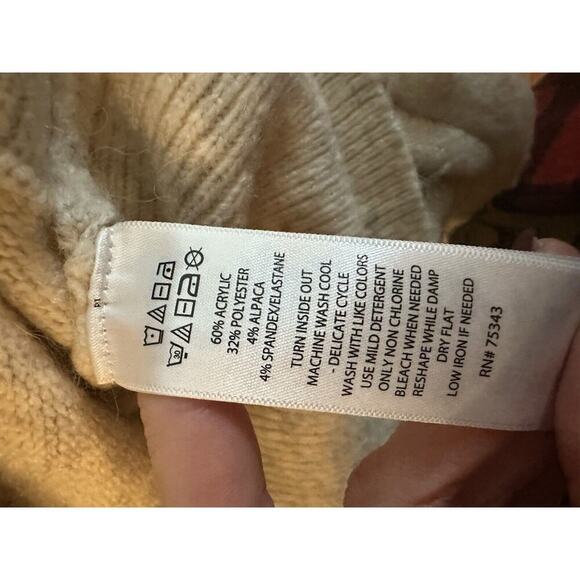 30
60% ACRYLIC
32% POLYESTER
4% ALPACA
4% SPANDEX/ELASTANE
TURN INSIDE OUT
MACHINE WASH COOL
- DELICATE CYCLE
WASH WITH LIKE COLORS
USE MILD DETERGENT
ONLY NON CHLORINE
BLEACH WHEN NEEDED
RESHAPE WHILE DAMP
DRY FLAT
LOW IRON IF NEEDED
RN# 75343